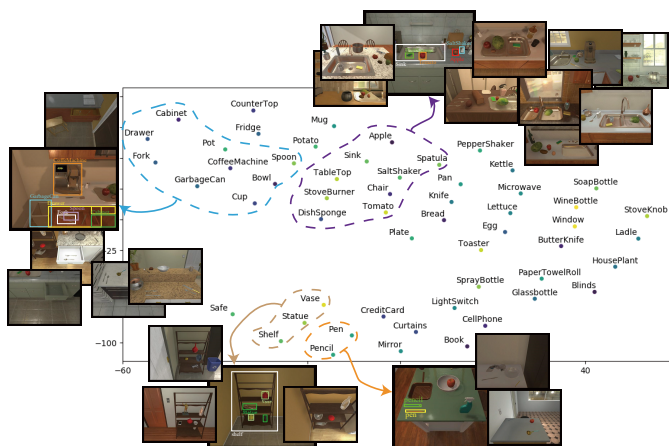 Cabinet
CounterTop
Drawer
Fridge
Mug
Apple
Pot
Potato
Fork
CoffeeMachine
Spoon
Sink
Spatula
PepperShaker
GarbageCan
Bowl
TableTop
SaltShaker
Kettle
Cup
StoveBurner
Chair
Pan
Microwave
SoapBottle
DishSponge
Tomato
Knife
Lettuce
WineBottle
StoveKnob
Bread
Egg
Window
Plate
Toaster
ButterKnife
Ladle
-25
HousePlant
SprayBottle
PaperTowelRoll
Blinds
Glassbottle
Safe
Vase
Statue
CreditCard
LightSwitch
CellPhone
Shelf
Pen
Curtains
Pencil
Mirror
Book
-100
-60
40